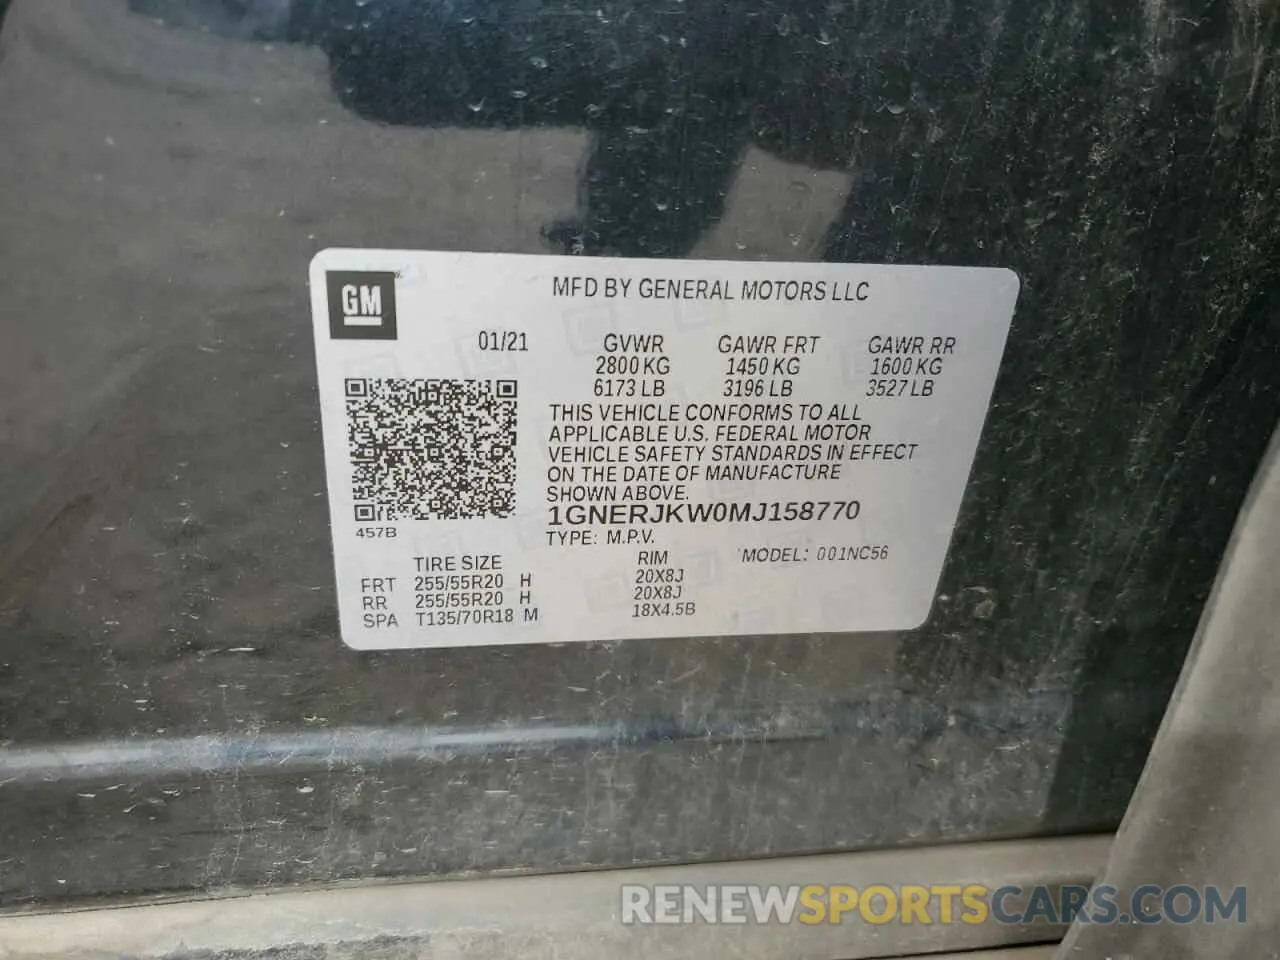 GM
MFD BY GENERAL MOTORS LLC
01/21 GVWR GAWR FRT GAWR RR
2800 KG 1450 KG 1600 KG
6173 LB 3196 LB 3527 LB
THIS VEHICLE CONFORMS TO ALL
APPLICABLE U.S. FEDERAL MOTOR
VEHICLE SAFETY STANDARDS IN EFFECT
ON THE DATE OF MANUFACTURE
SHOWN ABOVE.
1GNERJKW0MJ158770
457B
TYPE: M.P.V.
TIRE SIZE RIM MODEL: 001NC56
FRT 255/55R20 H 20X8J
RR 255/55R20 H 20X8J
SPA T135/70R18 M 18X4.5B
RENEWSPORTSCARS.COM